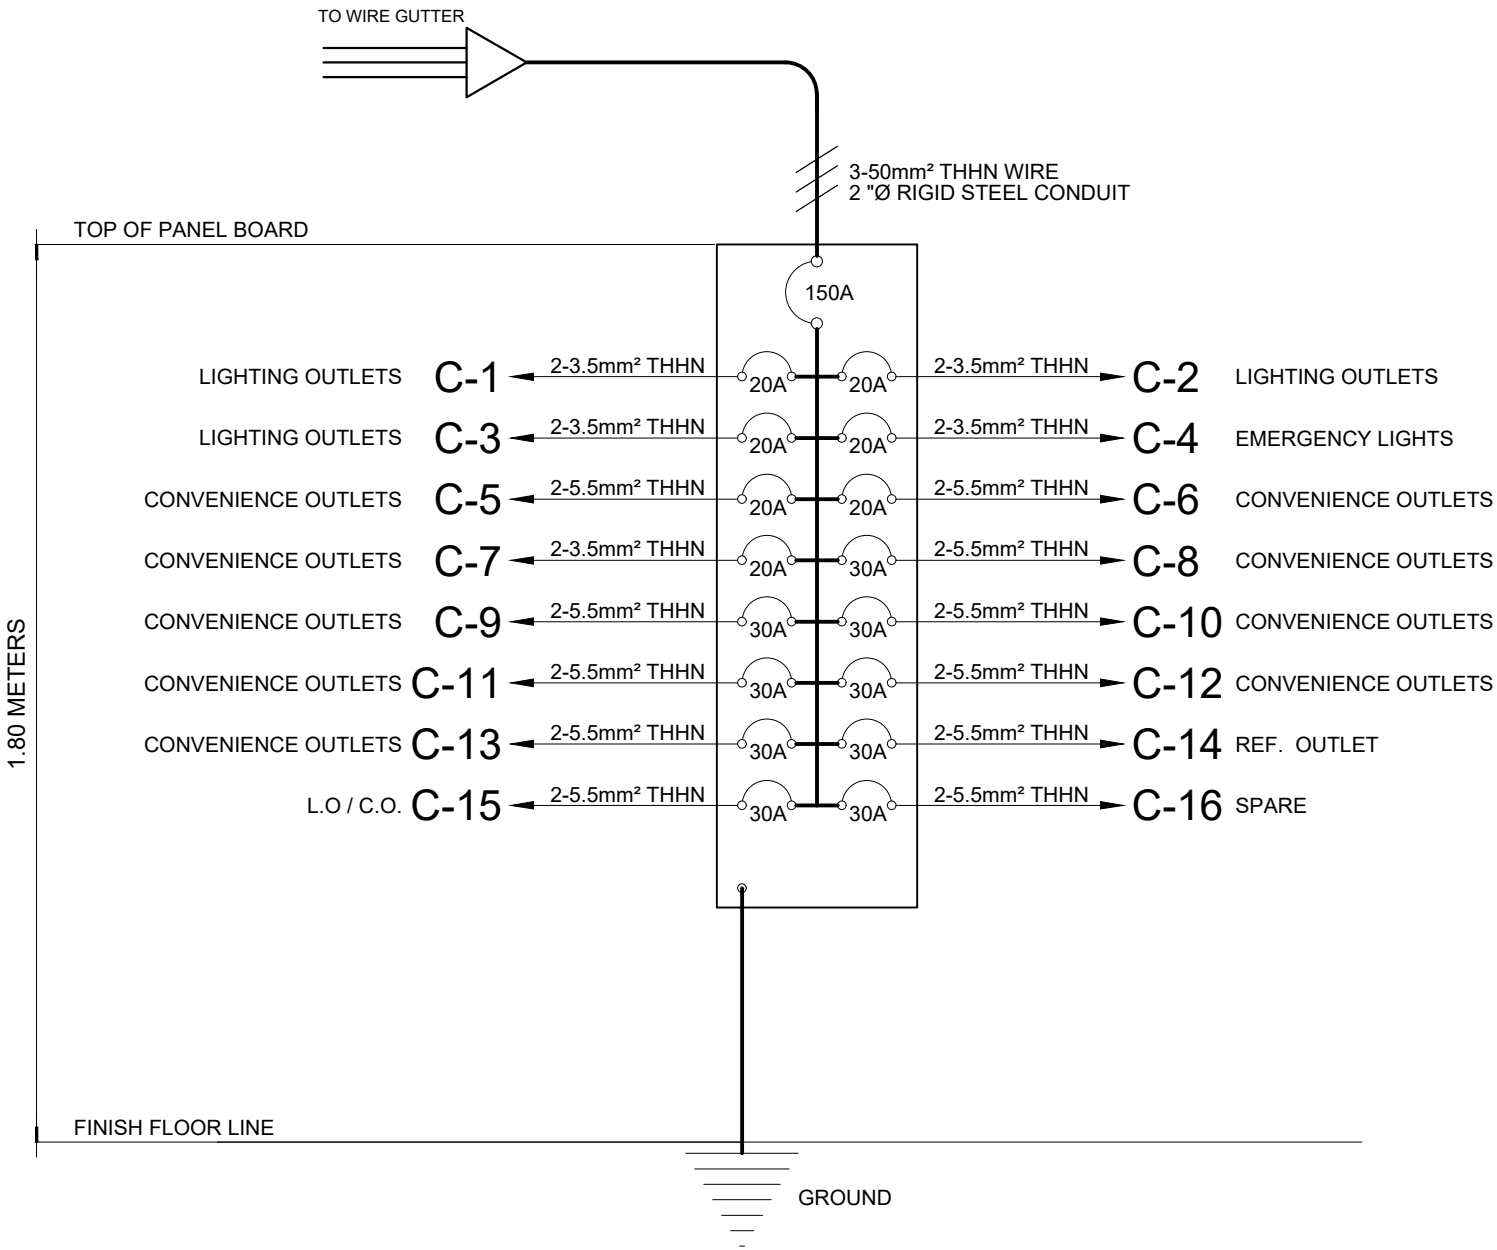 TO WIRE GUTTER
3-50mm² THHN WIRE
2 "Ø RIGID STEEL CONDUIT
TOP OF PANEL BOARD
150A
LIGHTING OUTLETS C-1 2-3.5mm² THHN 20A 20A 2-3.5mm² THHN C-2 LIGHTING OUTLETS
LIGHTING OUTLETS C-3 2-3.5mm² THHN 20A 20A 2-3.5mm² THHN C-4 EMERGENCY LIGHTS
CONVENIENCE OUTLETS C-5 2-5.5mm² THHN 20A 20A 2-5.5mm² THHN C-6 CONVENIENCE OUTLETS
CONVENIENCE OUTLETS C-7 2-3.5mm² THHN 20A 30A 2-5.5mm² THHN C-8 CONVENIENCE OUTLETS
CONVENIENCE OUTLETS C-9 2-5.5mm² THHN 30A 30A 2-5.5mm² THHN C-10 CONVENIENCE OUTLETS
CONVENIENCE OUTLETS C-11 2-5.5mm² THHN 30A 30A 2-5.5mm² THHN C-12 CONVENIENCE OUTLETS
CONVENIENCE OUTLETS C-13 2-5.5mm² THHN 30A 30A 2-5.5mm² THHN C-14 REF. OUTLET
L.O / C.O. C-15 2-5.5mm² THHN 30A 30A 2-5.5mm² THHN C-16 SPARE
1.80 METERS
FINISH FLOOR LINE
GROUND